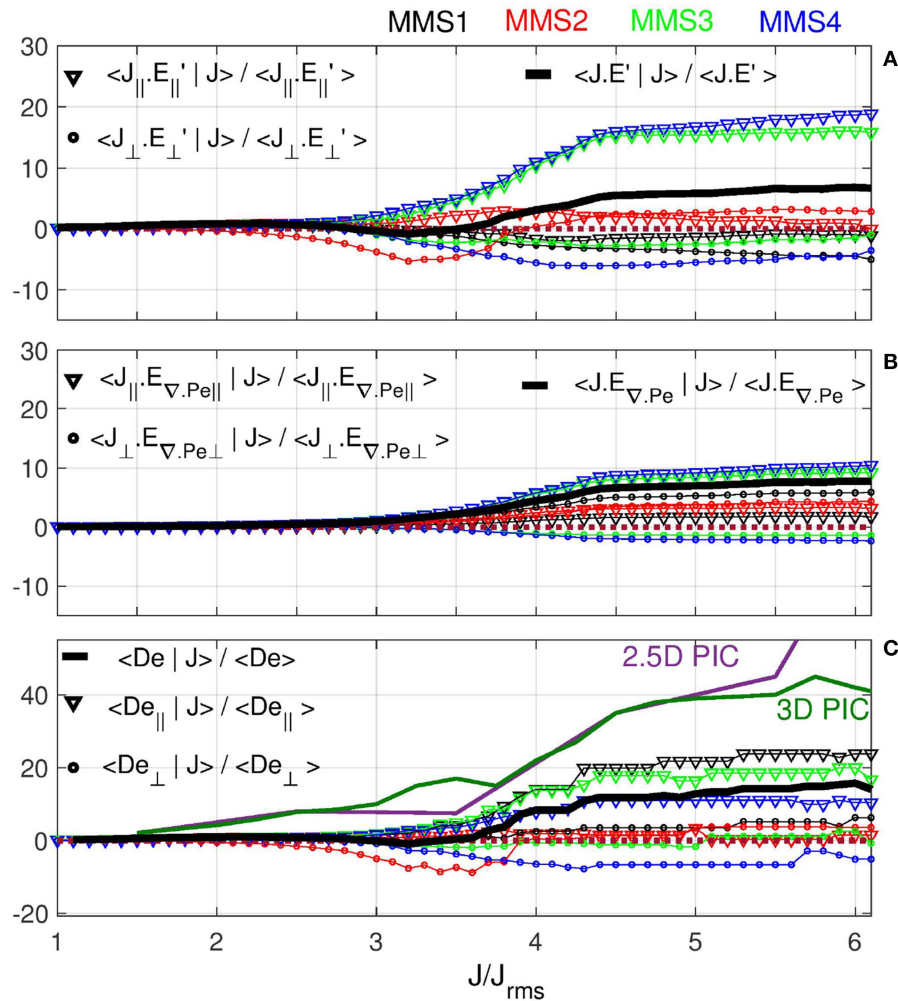 MMS1 MMS2 MMS3 MMS4
A
30
<J||.E||' | J> / <J||.E||' >
<J.E' | J> / <J.E' >
20
<J⊥.E⊥' | J> / <J⊥.E⊥' >
10
0
-10
B
30
<J||.E∇.Pe|| | J> / <J||.E∇.Pe|| >
<J.E∇.Pe | J> / <J.E∇.Pe >
20
<J⊥.E∇.Pe⊥ | J> / <J⊥.E∇.Pe⊥ >
10
0
-10
C
<De | J> / <De>
2.5D PIC
40
<De|| | J> / <De|| >
3D PIC
20
<De⊥ | J> / <De⊥ >
0
-20
1 2 3 4 5 6
J/Jrms